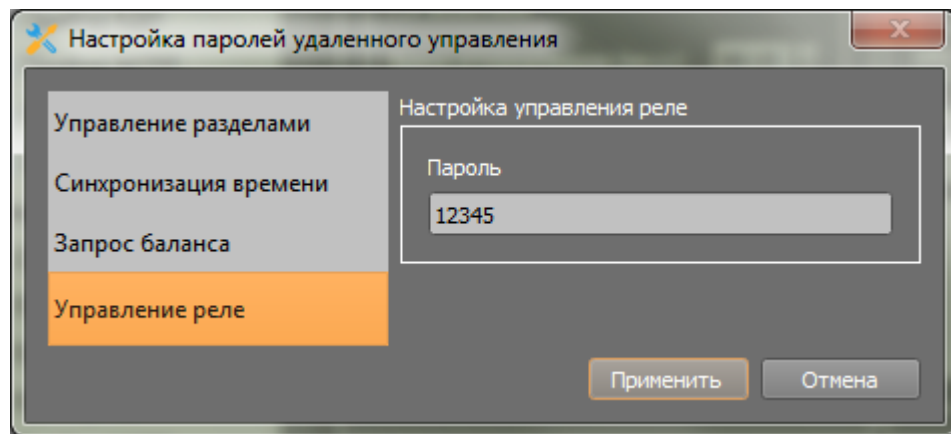 Настройка паролей удаленного управления
Управление разделами
Синхронизация времени
Запрос баланса
Управление реле
Настройка управления реле
Пароль
12345
Применить
Отмена